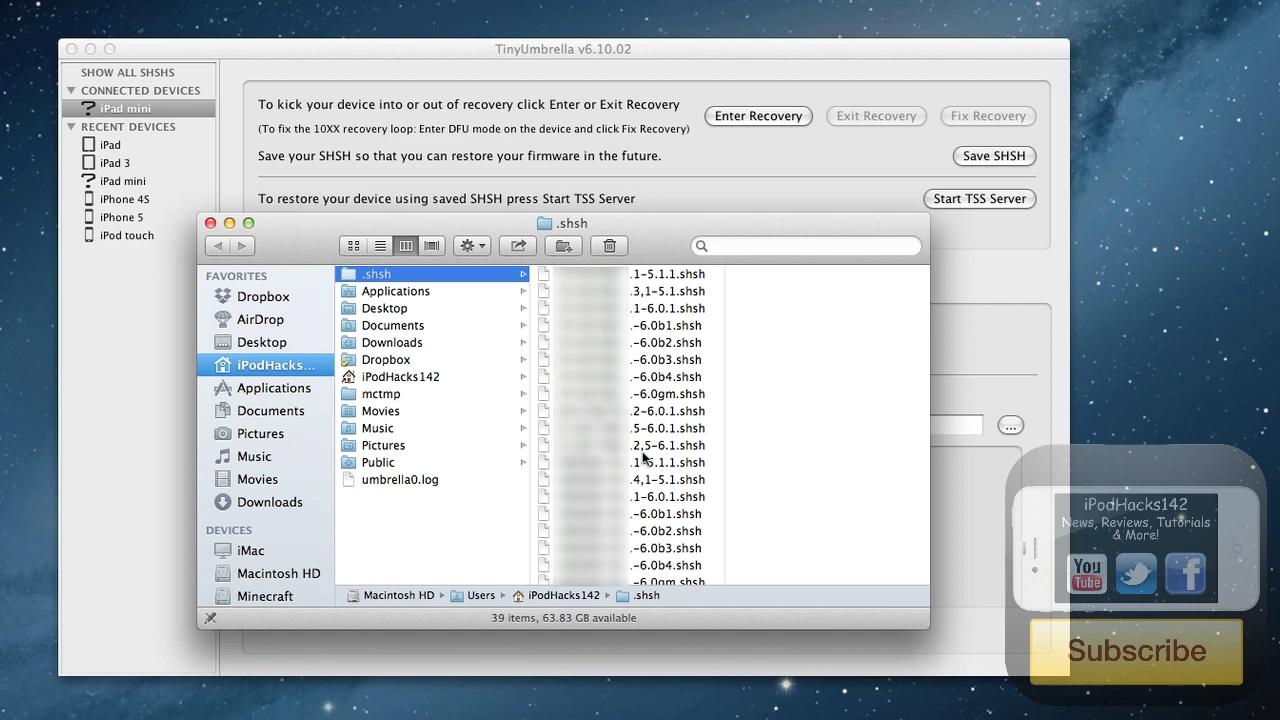 TinyUmbrella v6.10.02
SHOW ALL SHSHS
CONNECTED DEVICES
iPad mini
RECENT DEVICES
iPad
iPad 3
iPad mini
iPhone 4S
iPhone 5
iPod touch
To kick your device into or out of recovery click Enter or Exit Recovery
Enter Recovery
Exit Recovery
Fix Recovery
(To fix the 10XX recovery loop: Enter DFU mode on the device and click Fix Recovery)
Save your SHSH so that you can restore your firmware in the future.
Save SHSH
To restore your device using saved SHSH press Start TSS Server
Start TSS Server
...
.shsh
FAVORITES
Dropbox
AirDrop
Desktop
iPodHacks...
Applications
Documents
Pictures
Music
Movies
Downloads
DEVICES
iMac
Macintosh HD
Minecraft
.shsh
Applications
Desktop
Documents
Downloads
Dropbox
iPodHacks142
mctmp
Movies
Music
Pictures
Public
umbrella0.log
.1-5.1.1.shsh
.3,1-5.1.shsh
.1-6.0.1.shsh
.-6.0b1.shsh
.-6.0b2.shsh
.-6.0b3.shsh
.-6.0b4.shsh
.-6.0gm.shsh
.2-6.0.1.shsh
.5-6.0.1.shsh
.2,5-6.1.shsh
.1-5.1.1.shsh
.4,1-5.1.shsh
.1-6.0.1.shsh
.-6.0b1.shsh
.-6.0b2.shsh
.-6.0b3.shsh
.-6.0b4.shsh
.-6.0gm.shsh
Macintosh HD
Users
iPodHacks142
.shsh
39 items, 63.83 GB available
iPodHacks142
News, Reviews, Tutorials
& More!
You
Tube
Subscribe